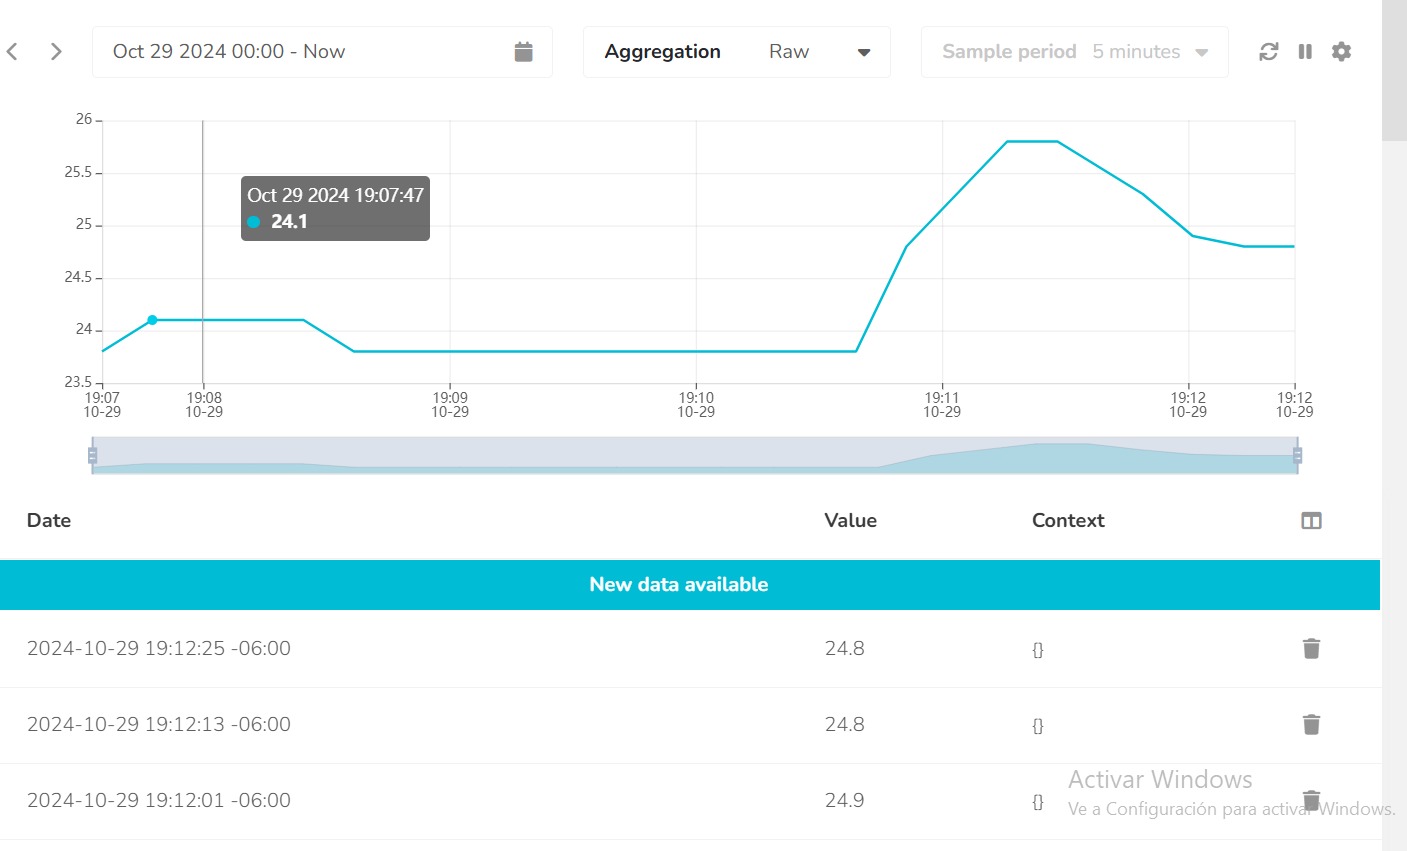 Oct 29 2024 00:00 - Now
Aggregation Raw
Sample period 5 minutes
26
25.5
25
24.5
24
23.5
Oct 29 2024 19:07:47
24.1
19:07 19:08 19:09 19:10 19:11 19:12 19:12
10-29 10-29 10-29 10-29 10-29 10-29 10-29
Date Value Context
New data available
2024-10-29 19:12:25 -06:00 24.8 {}
2024-10-29 19:12:13 -06:00 24.8 {}
2024-10-29 19:12:01 -06:00 24.9 {}
Activar Windows
Ve a Configuración para activar Windows.